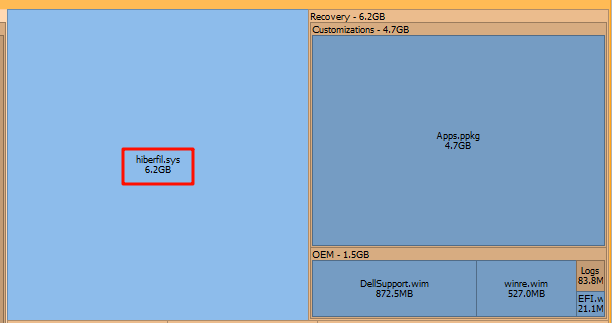 hiberfil.sys
6.2GB
Recovery - 6.2GB
Customizations - 4.7GB
Apps.ppkg
4.7GB
OEM - 1.5GB
DellSupport.wim
872.5MB
winre.wim
527.0MB
Logs
83.8M
EFI.w
21.1M